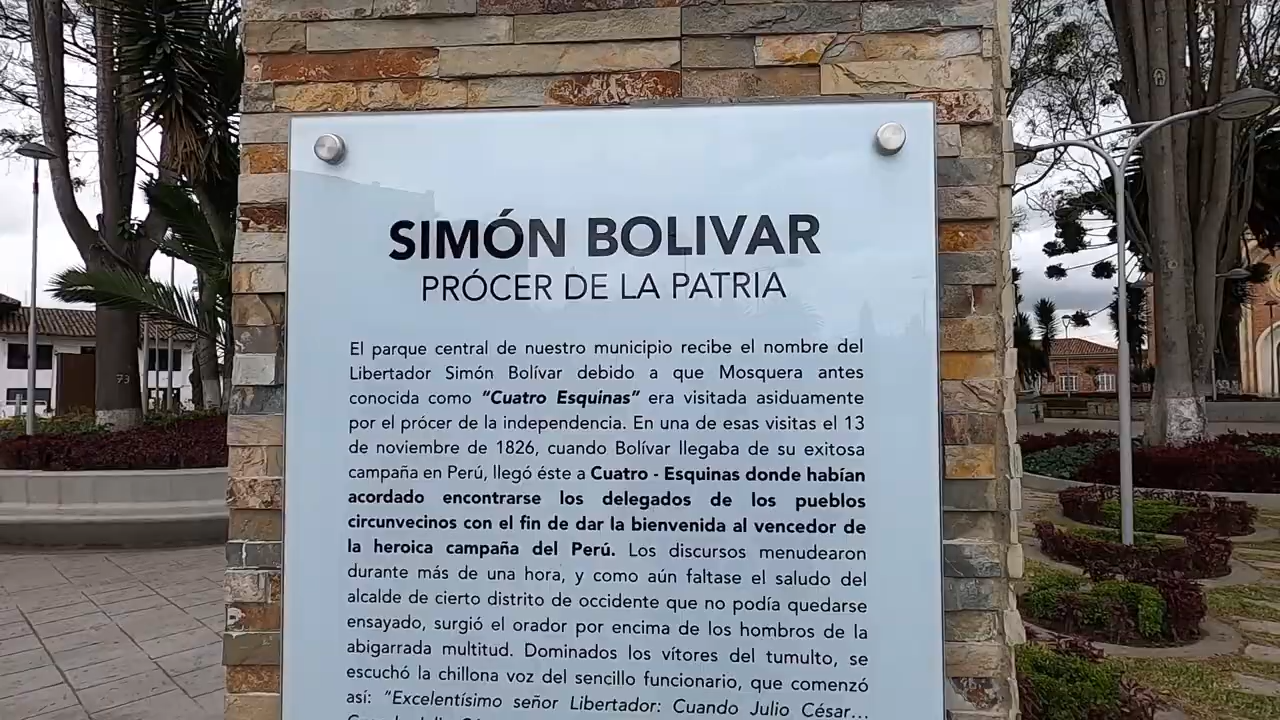 SIMÓN BOLIVAR
PRÓCER DE LA PATRIA
El parque central de nuestro municipio recibe el nombre del
Libertador Simón Bolívar debido a que Mosquera antes
conocida como "Cuatro Esquinas" era visitada asiduamente
por el prócer de la independencia. En una de esas visitas el 13
de noviembre de 1826, cuando Bolívar llegaba de su exitosa
campaña en Perú, llegó éste a Cuatro - Esquinas donde habían
acordado encontrarse los delegados de los pueblos
circunvecinos con el fin de dar la bienvenida al vencedor de
la heroica campaña del Perú. Los discursos menudearon
durante más de una hora, y como aún faltase el saludo del
alcalde de cierto distrito de occidente que no podía quedarse
ensayado, surgió el orador por encima de los hombros de la
abigarrada multitud. Dominados los vítores del tumulto, se
escuchó la chillona voz del sencillo funcionario, que comenzó
así: "Excelentísimo señor Libertador: Cuando Julio César...
73